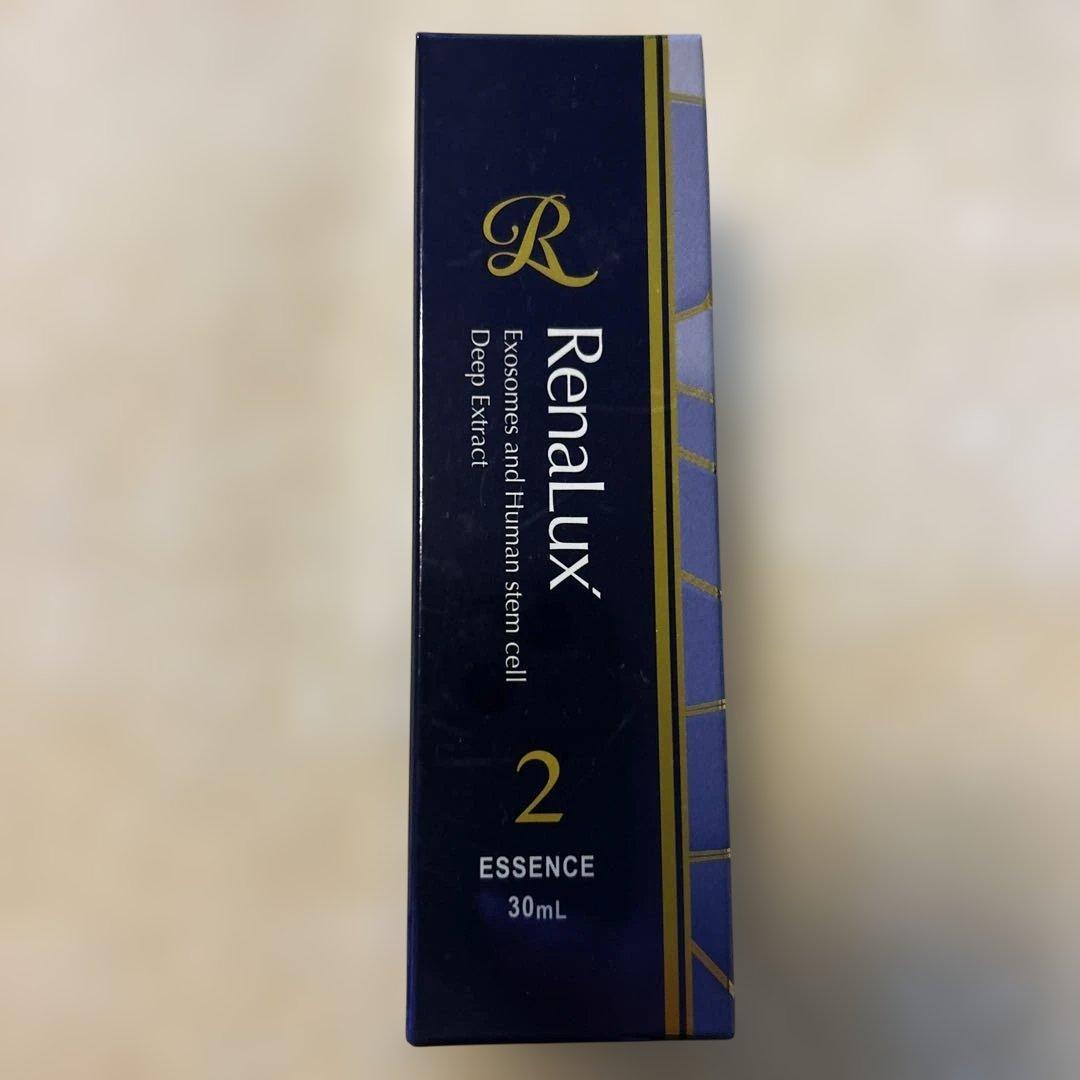 R
RenaLux
Exosomes and Human stem cell
Deep Extract
2
ESSENCE
30mL